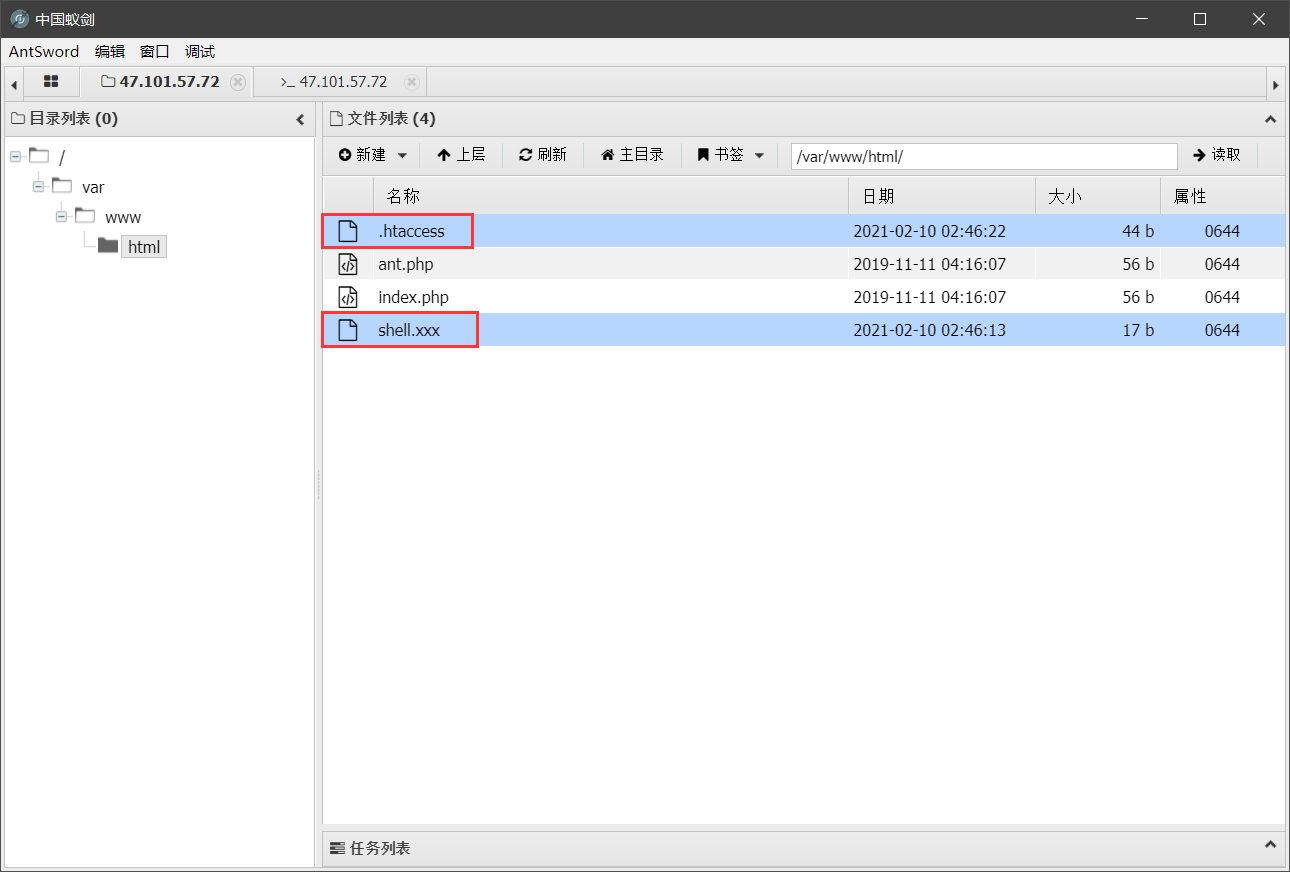 中国蚁剑
AntSword 编辑 窗口 调试
47.101.57.72 >_ 47.101.57.72
目录列表 (0)
/
var
www
html
文件列表 (4)
新建 上层 刷新 主目录 书签 /var/www/html/ 读取
名称 日期 大小 属性
.htaccess 2021-02-10 02:46:22 44 b 0644
ant.php 2019-11-11 04:16:07 56 b 0644
index.php 2019-11-11 04:16:07 56 b 0644
shell.xxx 2021-02-10 02:46:13 17 b 0644
任务列表